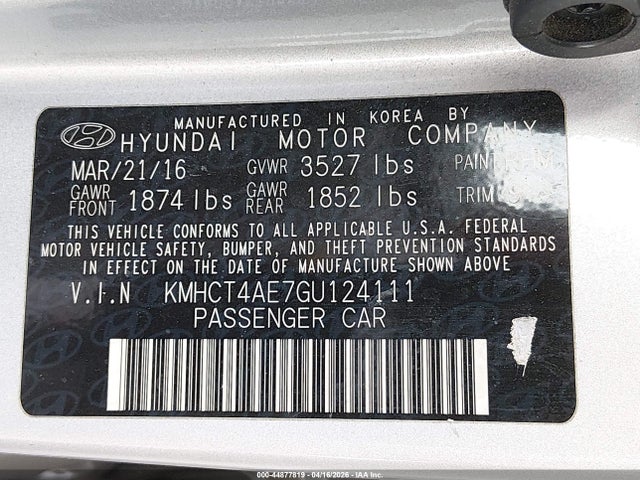 MANUFACTURED IN KOREA BY
HYUNDAI MOTOR COMPANY
MAR/21/16 GVWR 3527 lbs PAINT
GAWR FRONT 1874 lbs GAWR REAR 1852 lbs TRIM
THIS VEHICLE CONFORMS TO ALL APPLICABLE U.S.A. FEDERAL
MOTOR VEHICLE SAFETY, BUMPER, AND THEFT PREVENTION STANDARDS
IN EFFECT ON THE DATE OF MANUFACTURE SHOWN ABOVE
V.I.N KMHCT4AE7GU124111
PASSENGER CAR
000-44877819 - 04/16/2026 - IAA Inc.